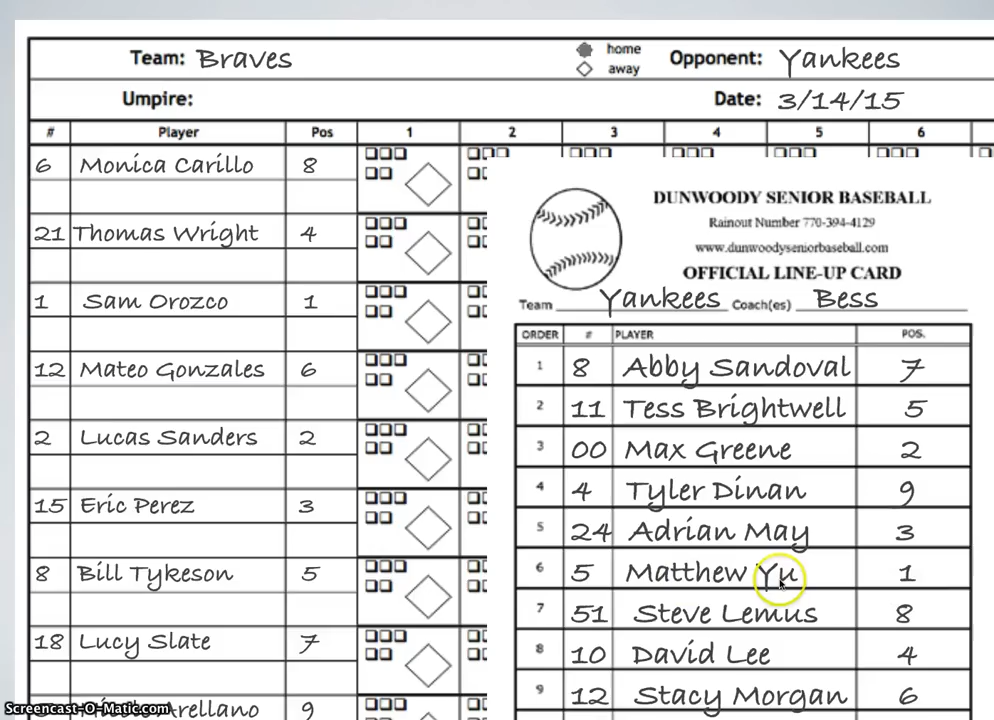 Team: Braves
home
away
Opponent: Yankees
Umpire:
Date: 3/14/15
# Player Pos 1 2 3 4 5 6
6 Monica Carillo 8
21 Thomas Wright 4
1 Sam Orozco 1
12 Mateo Gonzales 6
2 Lucas Sanders 2
15 Eric Perez 3
8 Bill Tykeson 5
18 Lucy Slate 7
Arellano 9
DUNWOODY SENIOR BASEBALL
Rainout Number 770-394-4129
www.dunwoodyseniorbaseball.com
OFFICIAL LINE-UP CARD
Team Yankees Coach(es) Bess
ORDER # PLAYER POS.
1 8 Abby Sandoval 7
2 11 Tess Brightwell 5
3 00 Max Greene 2
4 4 Tyler Dinan 9
5 24 Adrian May 3
6 5 Matthew Yu 1
7 51 Steve Lemus 8
8 10 David Lee 4
9 12 Stacy Morgan 6
Screencast-O-Matic.com